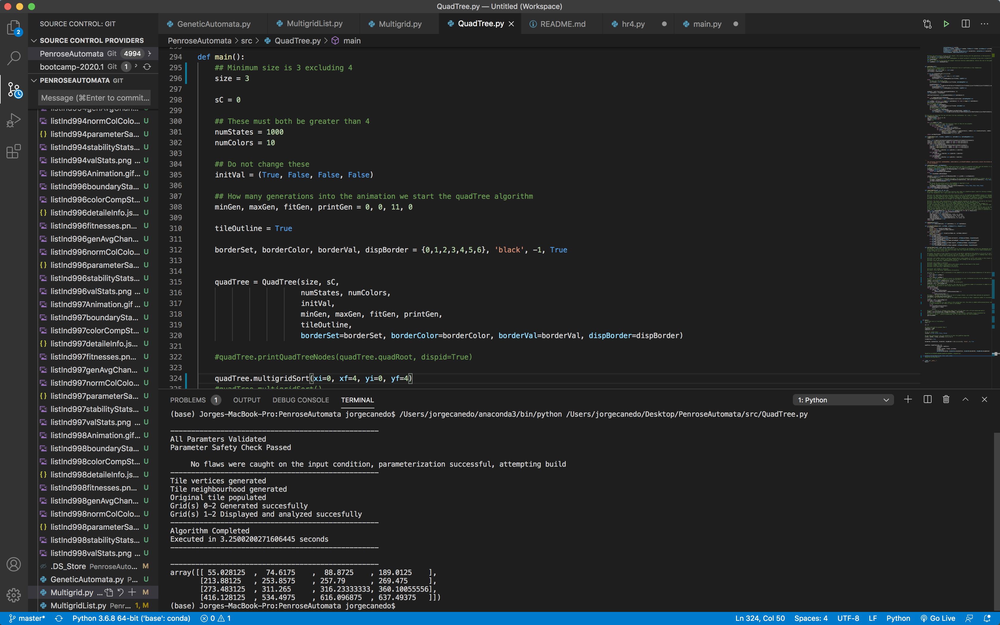 QuadTree.py — Untitled (Workspace)
2
SOURCE CONTROL: GIT
SOURCE CONTROL PROVIDERS
PenroseAutomata Git 4994
bootcamp-2020.1 Git 1
PENROSEAUTOMATA GIT
Message (⌘Enter to commit...
listInd994genAvgChan...
listInd994normColColo... U
{} listInd994parameterSa... U
listInd994stabilityStats... U
listInd994valStats.png ... U
listInd996Animation.gif... U
listInd996boundarySta... U
listInd996colorCompSt... U
{} listInd996detaileInfo.js... U
listInd996fitnesses.pn... U
listInd996genAvgChan... U
listInd996normColColo... U
{} listInd996parameterSa... U
listInd996stabilityStats... U
listInd996valStats.png ... U
listInd997Animation.gif ... U
listInd997boundarySta... U
listInd997colorCompSt... U
{} listInd997detaileInfo.js... U
listInd997fitnesses.pn... U
listInd997genAvgChan... U
listInd997normColColo... U
{} listInd997parameterSa... U
listInd997stabilityStats... U
listInd997valStats.png ... U
listInd998Animation.gif... U
listInd998boundarySta... U
listInd998colorCompSt... U
{} listInd998detaileInfo.js... U
listInd998fitnesses.pn... U
listInd998genAvgChan... U
listInd998normColColo... U
{} listInd998parameterSa... U
listInd998stabilityStats... U
listInd998valStats.png ... U
.DS_Store PenroseAuto... M
GeneticAutomata.py P... U
Multigrid.py ... M
MultigridList.py Penr... 1, M
GeneticAutomata.py MultigridList.py Multigrid.py QuadTree.py README.md hr4.py main.py
PenroseAutomata > src > QuadTree.py > main
293
294 def main():
295 ## Minimum size is 3 excluding 4
296 size = 3
297
298 sC = 0
299
300 ## These must both be greater than 4
301 numStates = 1000
302 numColors = 10
303
304 ## Do not change these
305 initVal = (True, False, False, False)
306
307 ## How many generations into the animation we start the quadTree algorithm
308 minGen, maxGen, fitGen, printGen = 0, 0, 11, 0
309
310 tileOutline = True
311
312 borderSet, borderColor, borderVal, dispBorder = {0,1,2,3,4,5,6}, 'black', -1, True
313
314
315 quadTree = QuadTree(size, sC,
316 numStates, numColors,
317 initVal,
318 minGen, maxGen, fitGen, printGen,
319 tileOutline,
320 borderSet=borderSet, borderColor=borderColor, borderVal=borderVal, dispBorder=dispBorder)
321
322 #quadTree.printQuadTreeNodes(quadTree.quadRoot, dispid=True)
323
324 quadTree.multigridSort(xi=0, xf=4, yi=0, yf=4)
325 #quadTree.multigridSort()
PROBLEMS 1 OUTPUT DEBUG CONSOLE TERMINAL 1: Python
(base) Jorges-MacBook-Pro:PenroseAutomata jorgecanedo$ /Users/jorgecanedo/anaconda3/bin/python /Users/jorgecanedo/Desktop/PenroseAutomata/src/QuadTree.py
__________________________________________________
All Paramters Validated
Parameter Safety Check Passed
No flaws were caught on the input condition, parameterization successful, attempting build
__________________________________________________
Tile vertices generated
Tile neighbourhood generated
Original tile populated
Grid(s) 0-2 Generated succesfully
Grid(s) 1-2 Displayed and analyzed succesfully
__________________________________________________
Algorithm Completed
Executed in 3.2500200271606445 seconds
__________________________________________________
__________________________________________________
array([[ 55.028125 , 74.6175 , 88.8725 , 189.0125 ],
[213.88125 , 253.8575 , 257.79 , 269.475 ],
[273.483125 , 311.265 , 316.23333333, 360.10055556],
[416.128125 , 534.4975 , 616.096875 , 637.49375 ]])
(base) Jorges-MacBook-Pro:PenroseAutomata jorgecanedo$
master* Python 3.6.8 64-bit ('base': conda) 0 1 Ln 324, Col 50 Spaces: 4 UTF-8 LF Python Go Live